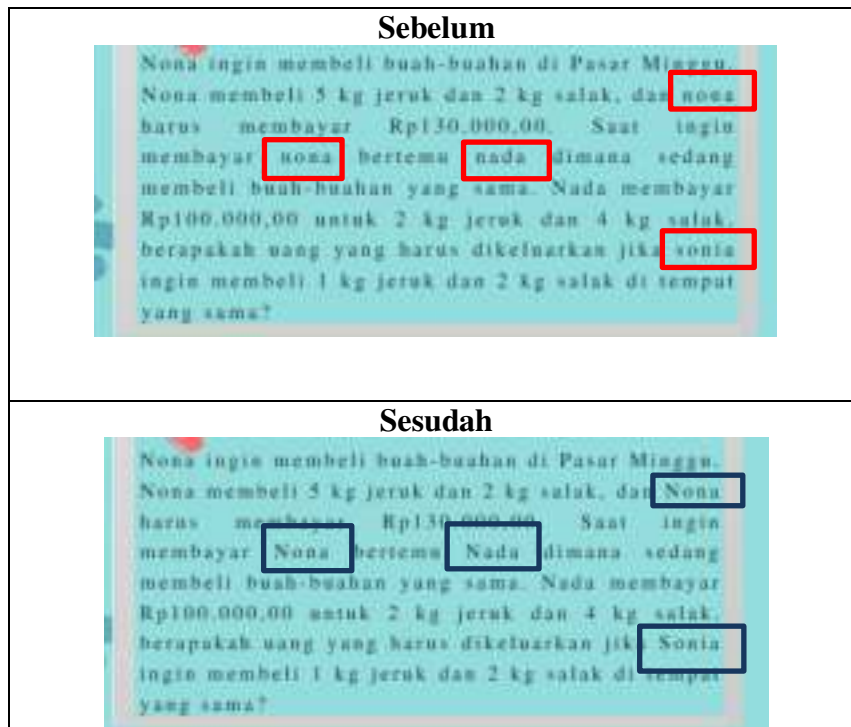 Sebelum
Nona ingin membeli buah-buahan di Pasar Minggu.
Nona membeli 5 kg jeruk dan 2 kg salak, dan nona
harus membayar Rp130.000,00. Saat ingin
membayar nona bertemu nada dimana sedang
membeli buah-buahan yang sama. Nada membayar
Rp100.000,00 untuk 2 kg jeruk dan 4 kg salak,
berapakah uang yang harus dikeluarkan jika sonia
ingin membeli 1 kg jeruk dan 2 kg salak di tempat
yang sama?
Sesudah
Nona ingin membeli buah-buahan di Pasar Minggu.
Nona membeli 5 kg jeruk dan 2 kg salak, dan Nona
harus membayar Rp130.000,00. Saat ingin
membayar Nona bertemu Nada dimana sedang
membeli buah-buahan yang sama. Nada membayar
Rp100.000,00 untuk 2 kg jeruk dan 4 kg salak,
berapakah uang yang harus dikeluarkan jika Sonia
ingin membeli 1 kg jeruk dan 2 kg salak di tempat
yang sama?